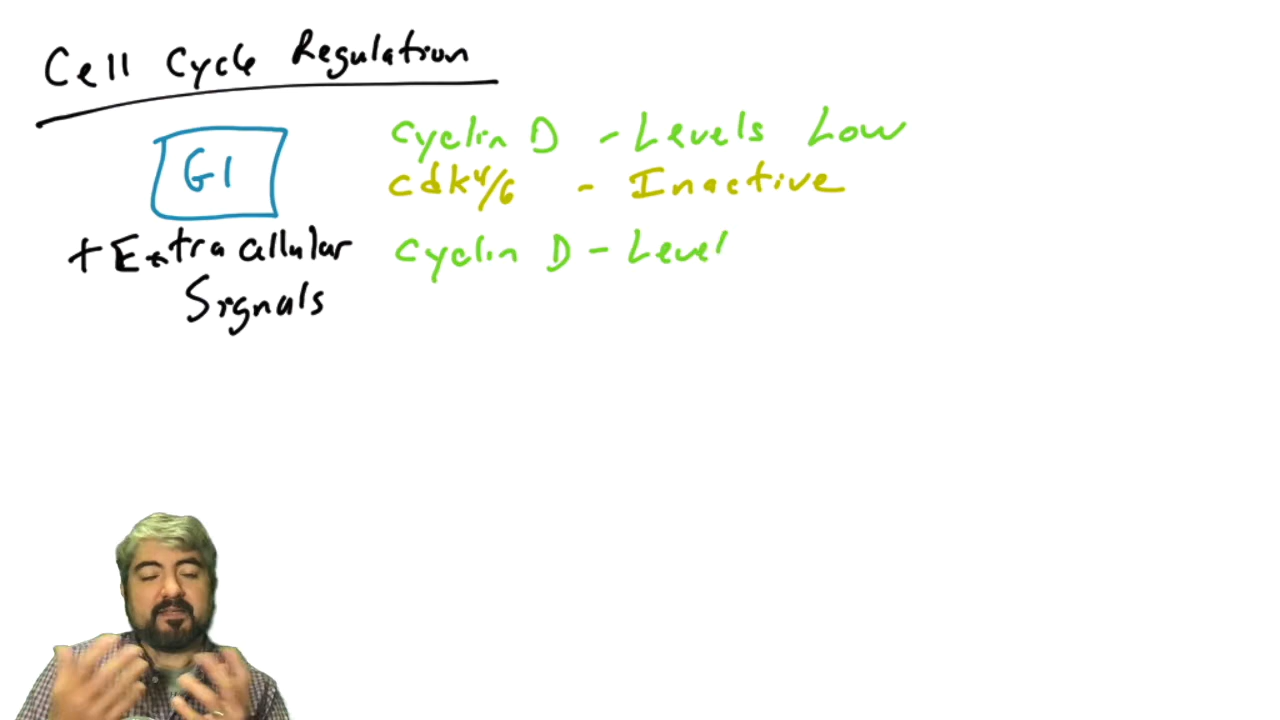 Cell Cycle Regulation
G1
Cyclin D - Levels Low
cdk4/6 - Inactive
+ Extracellular Signals
Cyclin D - Level